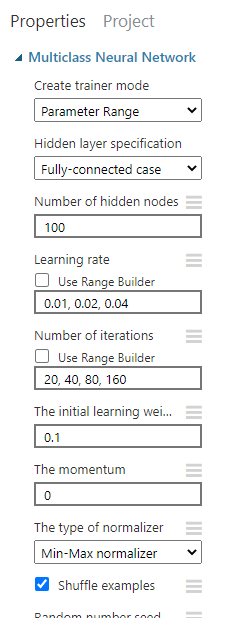 Properties Project
Multiclass Neural Network
Create trainer mode
Parameter Range
Hidden layer specification
Fully-connected case
Number of hidden nodes
100
Learning rate
Use Range Builder
0.01, 0.02, 0.04
Number of iterations
Use Range Builder
20, 40, 80, 160
The initial learning wei...
0.1
The momentum
0
The type of normalizer
Min-Max normalizer
Shuffle examples
Random number seed